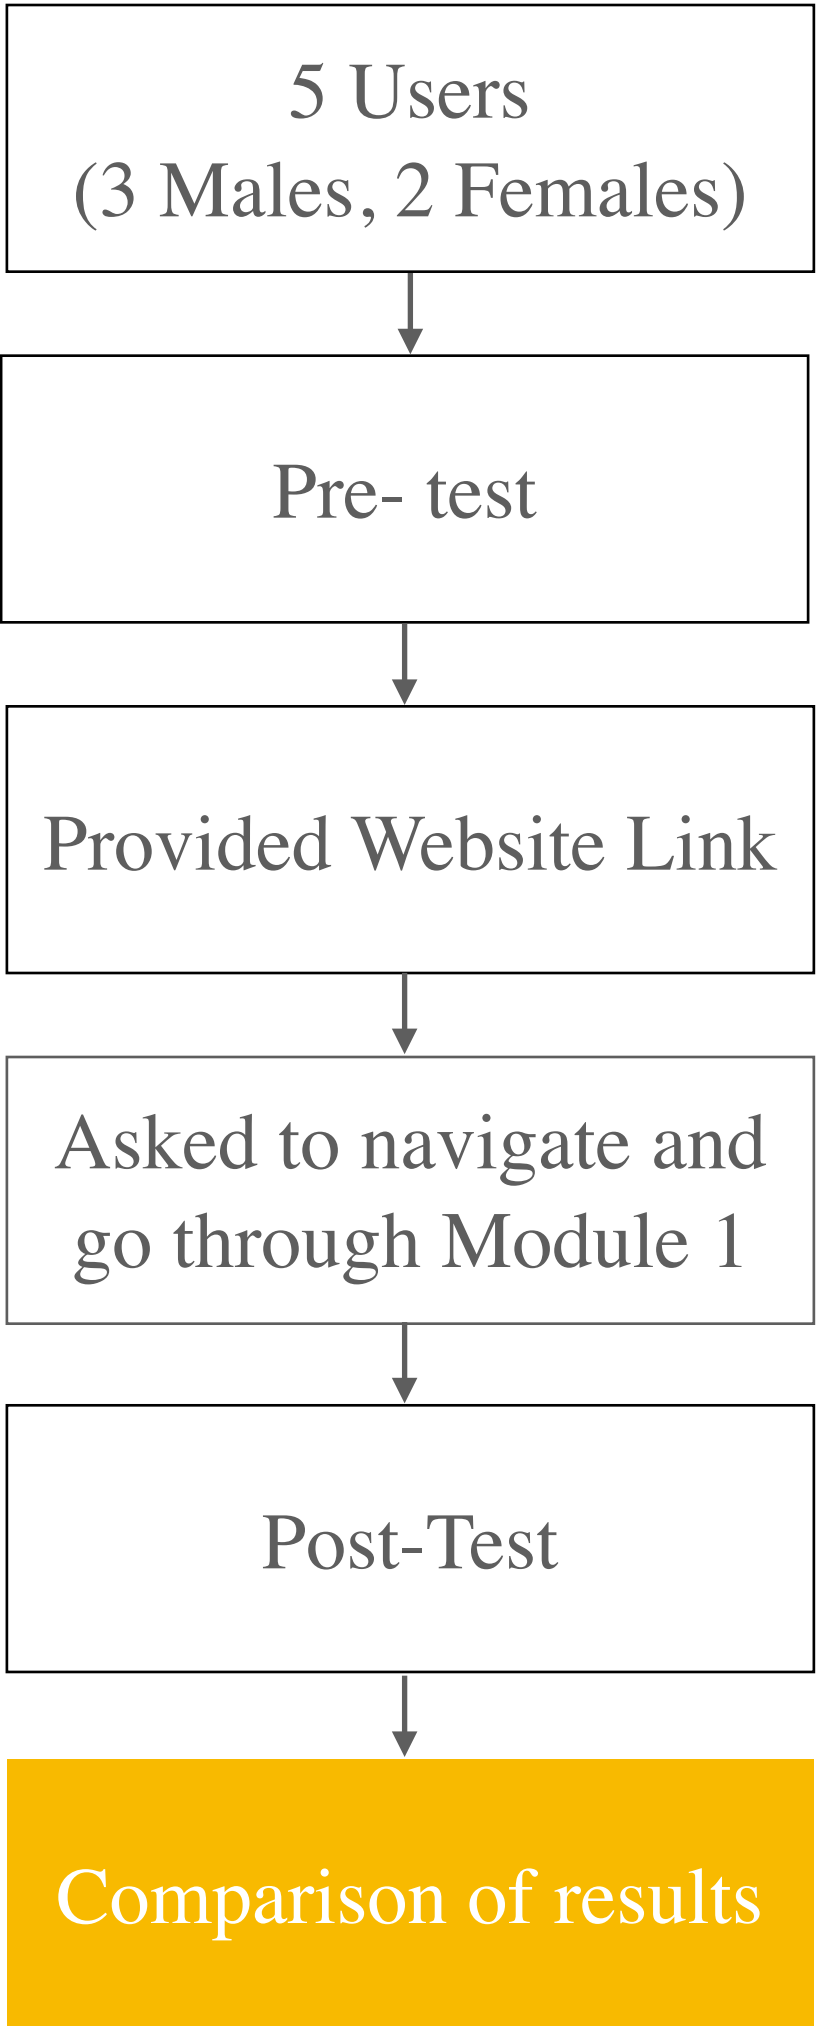 5 Users
(3 Males, 2 Females)
Pre- test
Provided Website Link
Asked to navigate and
go through Module 1
Post-Test
Comparison of results